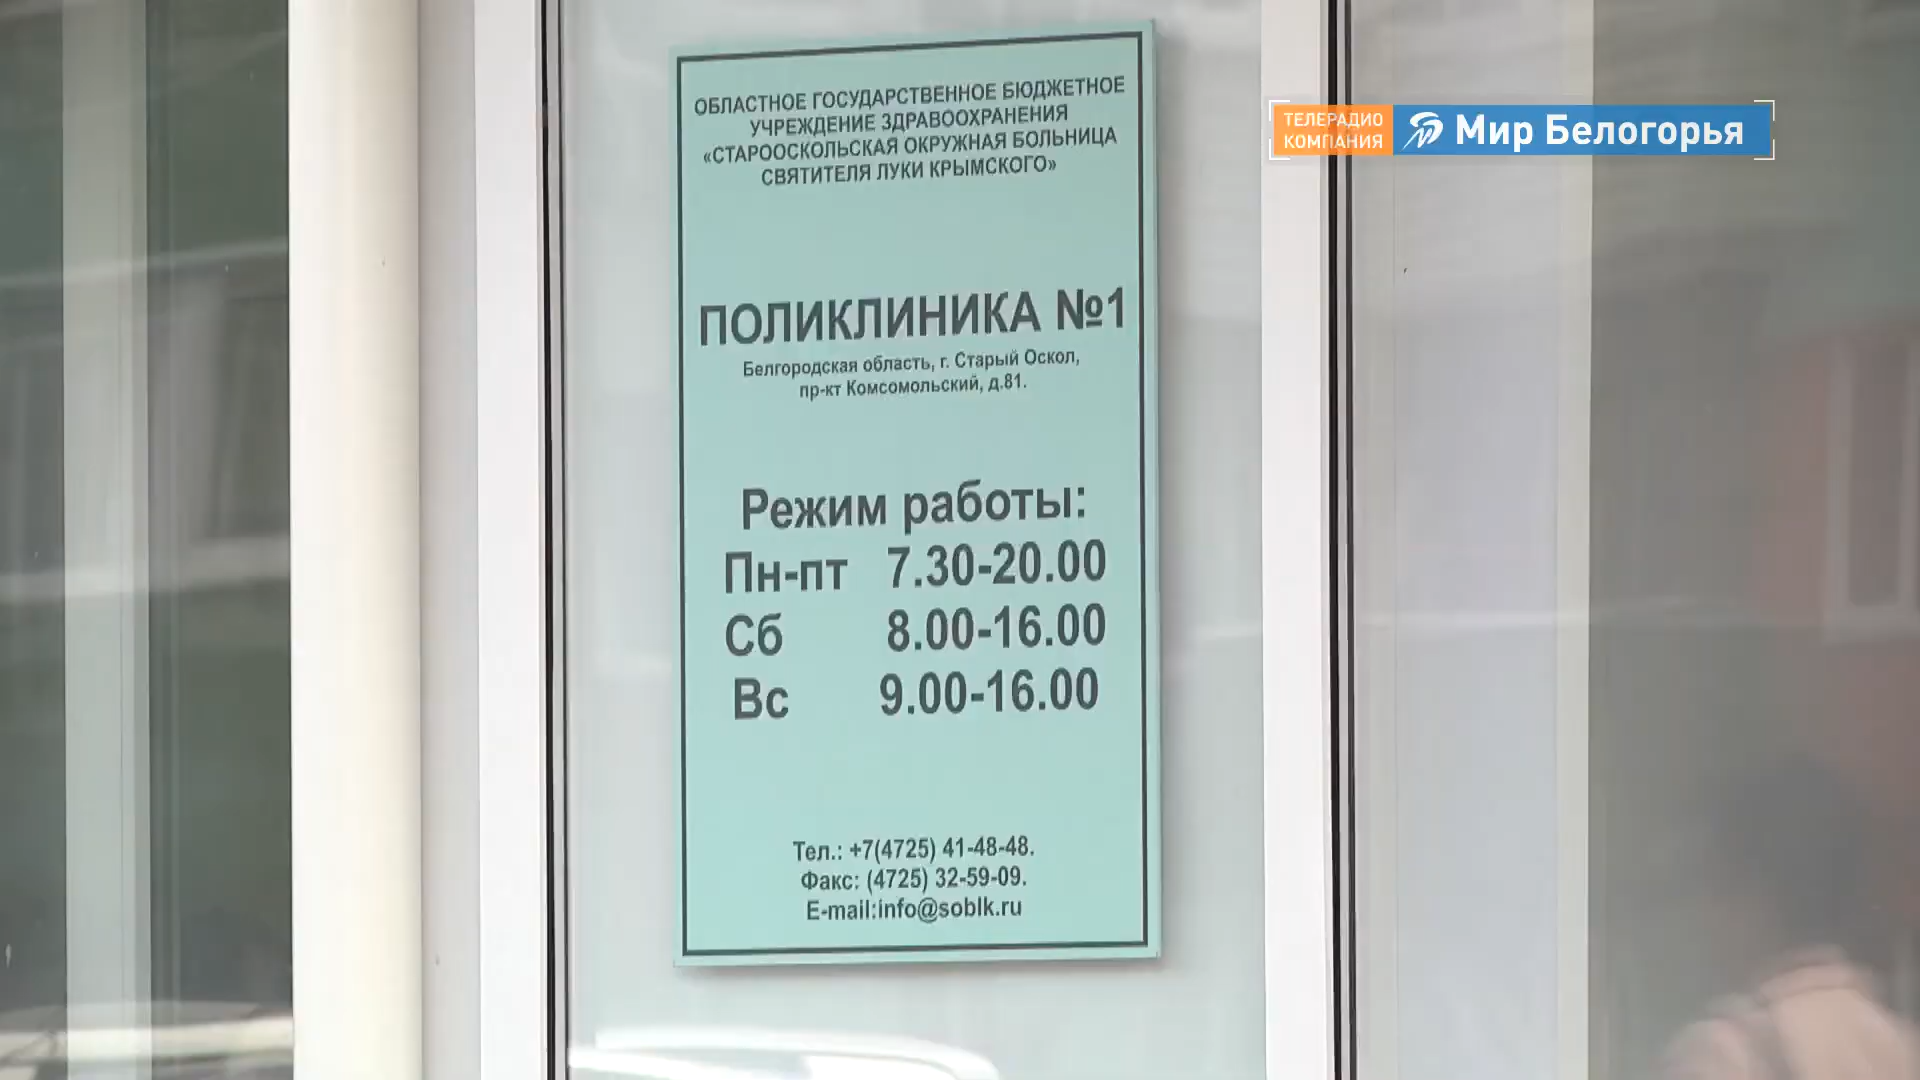 ОБЛАСТНОЕ ГОСУДАРСТВЕННОЕ БЮДЖЕТНОЕ
УЧРЕЖДЕНИЕ ЗДРАВООХРАНЕНИЯ
«СТАРООСКОЛЬСКАЯ ОКРУЖНАЯ БОЛЬНИЦА
СВЯТИТЕЛЯ ЛУКИ КРЫМСКОГО»
ПОЛИКЛИНИКА №1
Белгородская область, г. Старый Оскол,
пр-кт Комсомольский, д.81.
Режим работы:
Пн-пт 7.30-20.00
Сб 8.00-16.00
Вс 9.00-16.00
Тел.: +7(4725) 41-48-48.
Факс: (4725) 32-59-09.
E-mail:info@soblk.ru
ТЕЛЕРАДИО
КОМПАНИЯ
Мир Белогорья